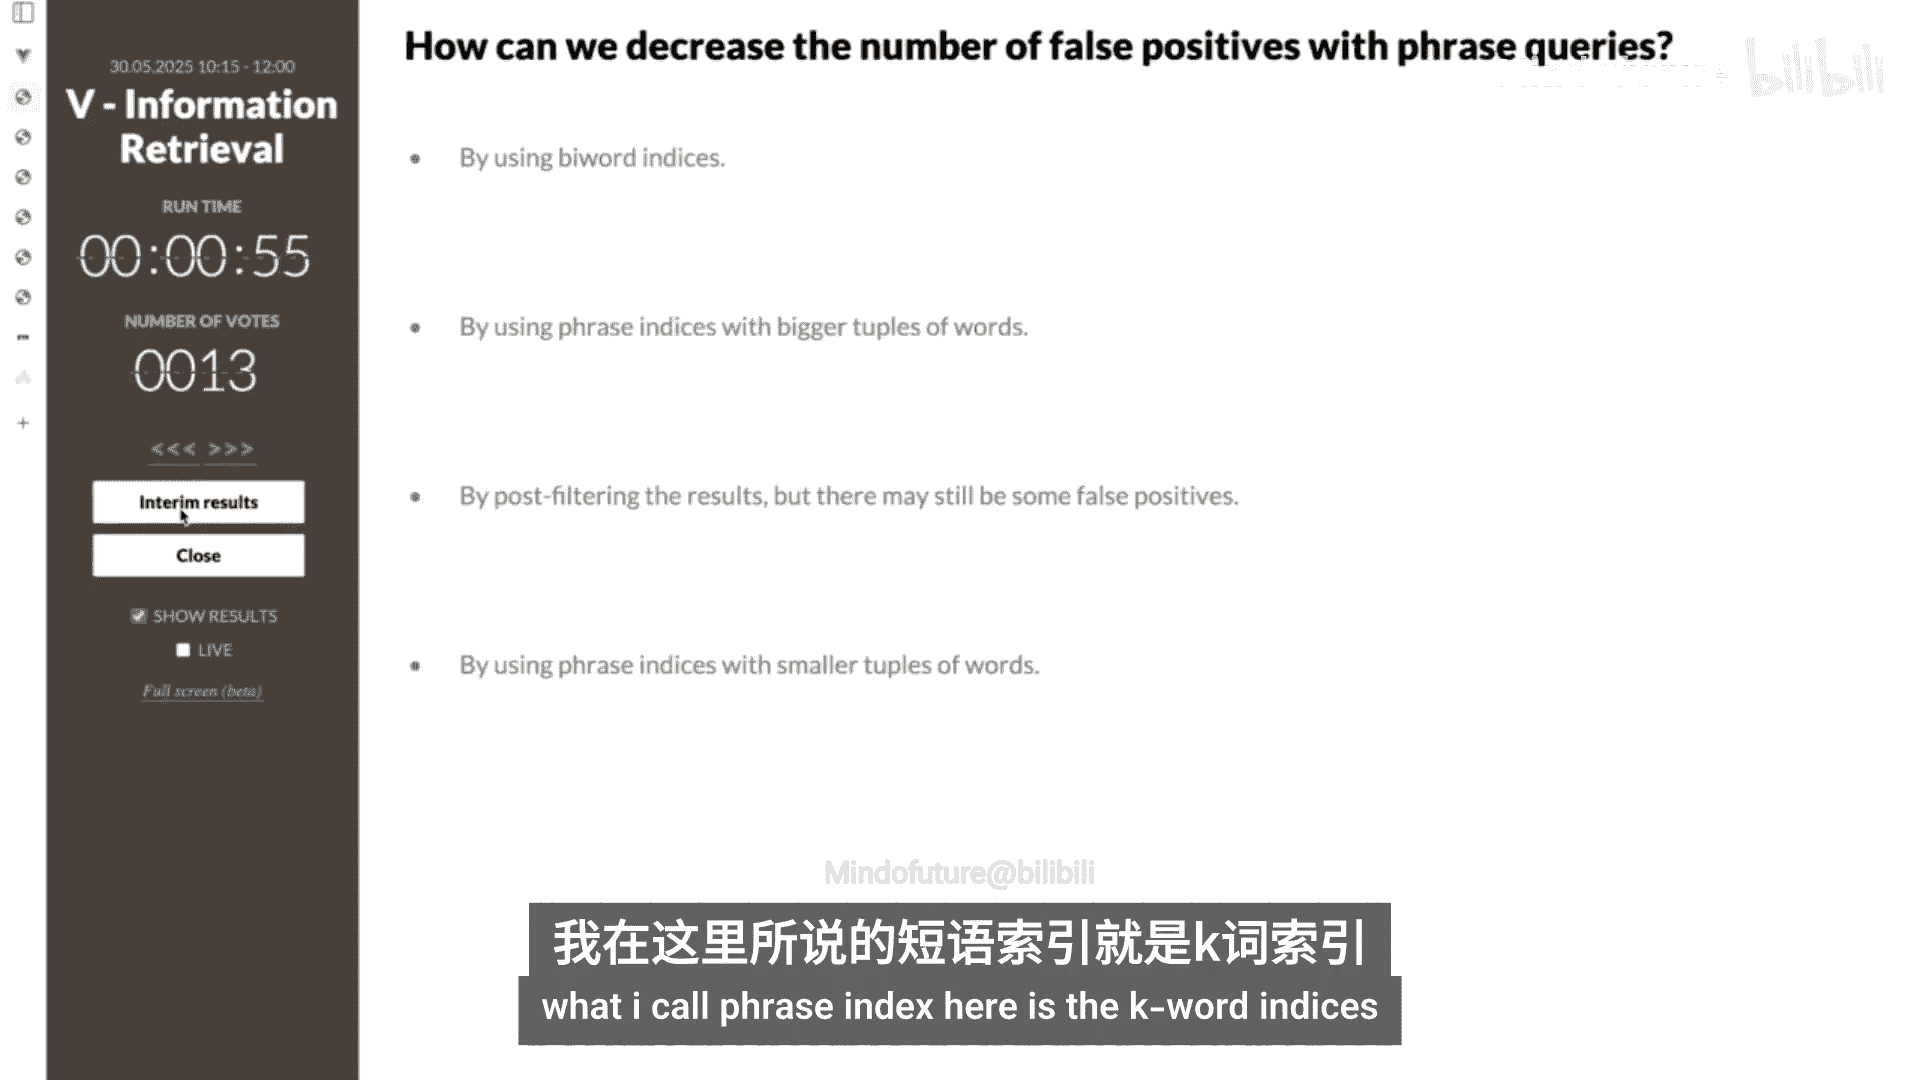 30.05.2025 10:15 - 12:00
V - Information
Retrieval
RUN TIME
00:00:55
NUMBER OF VOTES
0013
<<< >>>
Interim results
Close
SHOW RESULTS
LIVE
Full screen (beta)
How can we decrease the number of false positives with phrase queries?
bilibili
By using biword indices.
By using phrase indices with bigger tuples of words.
By post-filtering the results, but there may still be some false positives.
By using phrase indices with smaller tuples of words.
Mindofuture@bilibili
我在这里所说的短语索引就是k词索引
what i call phrase index here is the k-word indices